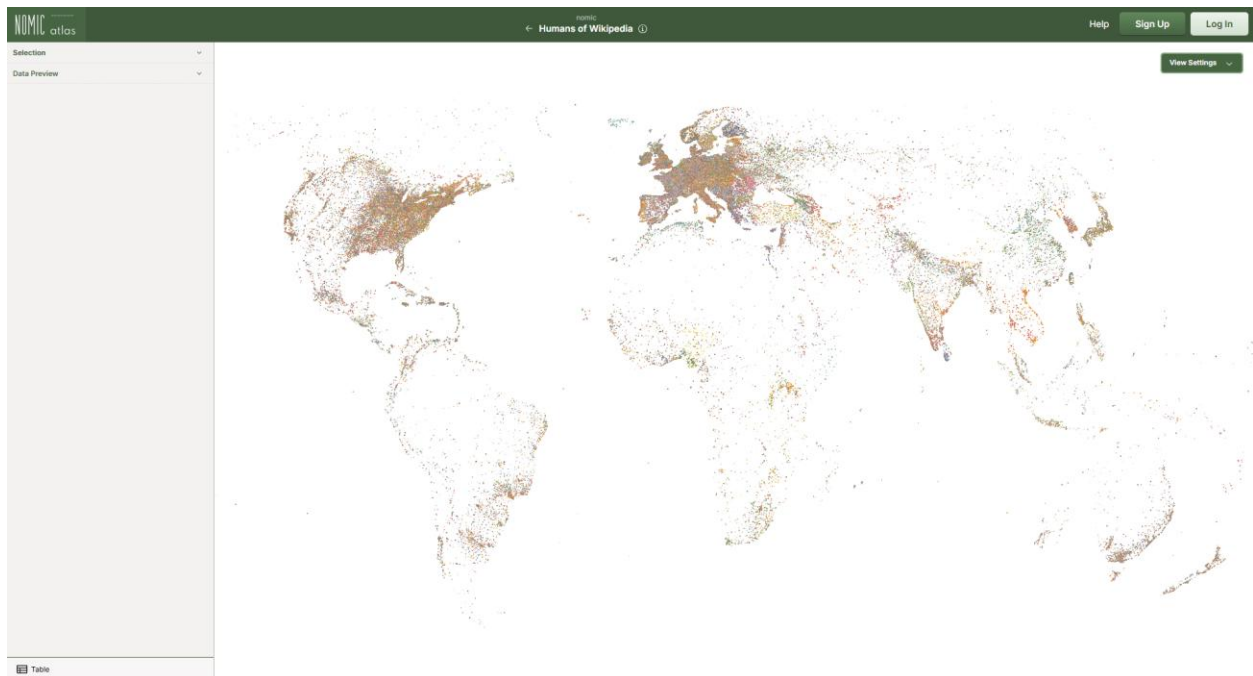 NOMIC atlas
nomic
← Humans of Wikipedia
Help
Sign Up
Log In
Selection
Data Preview
View Settings
Table